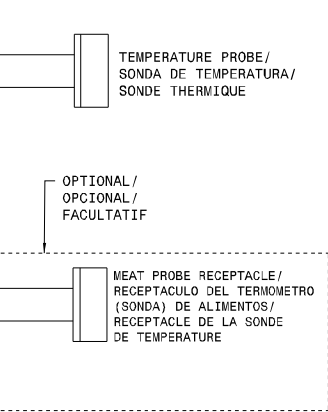 TEMPERATURE PROBE/
SONDA DE TEMPERATURA/
SONDE THERMIQUE
OPTIONAL/
OPCIONAL/
FACULTATIF
MEAT PROBE RECEPTACLE/
RECEPTACULO DEL TERMOMETRO
(SONDA) DE ALIMENTOS/
RECEPTACLE DE LA SONDE
DE TEMPERATURE